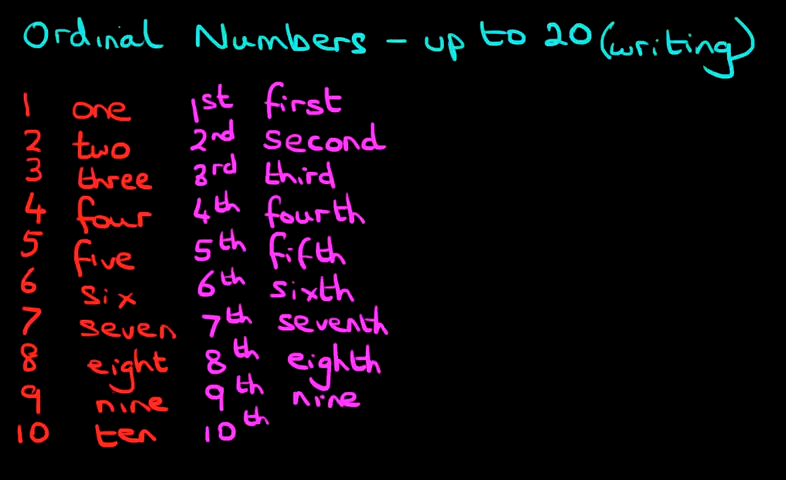 Ordinal Numbers - up to 20 (writing)
1 one 1st first
2 two 2nd second
3 three 3rd third
4 four 4th fourth
5 five 5th fifth
6 six 6th sixth
7 seven 7th seventh
8 eight 8th eighth
9 nine 9th nine
10 ten 10th